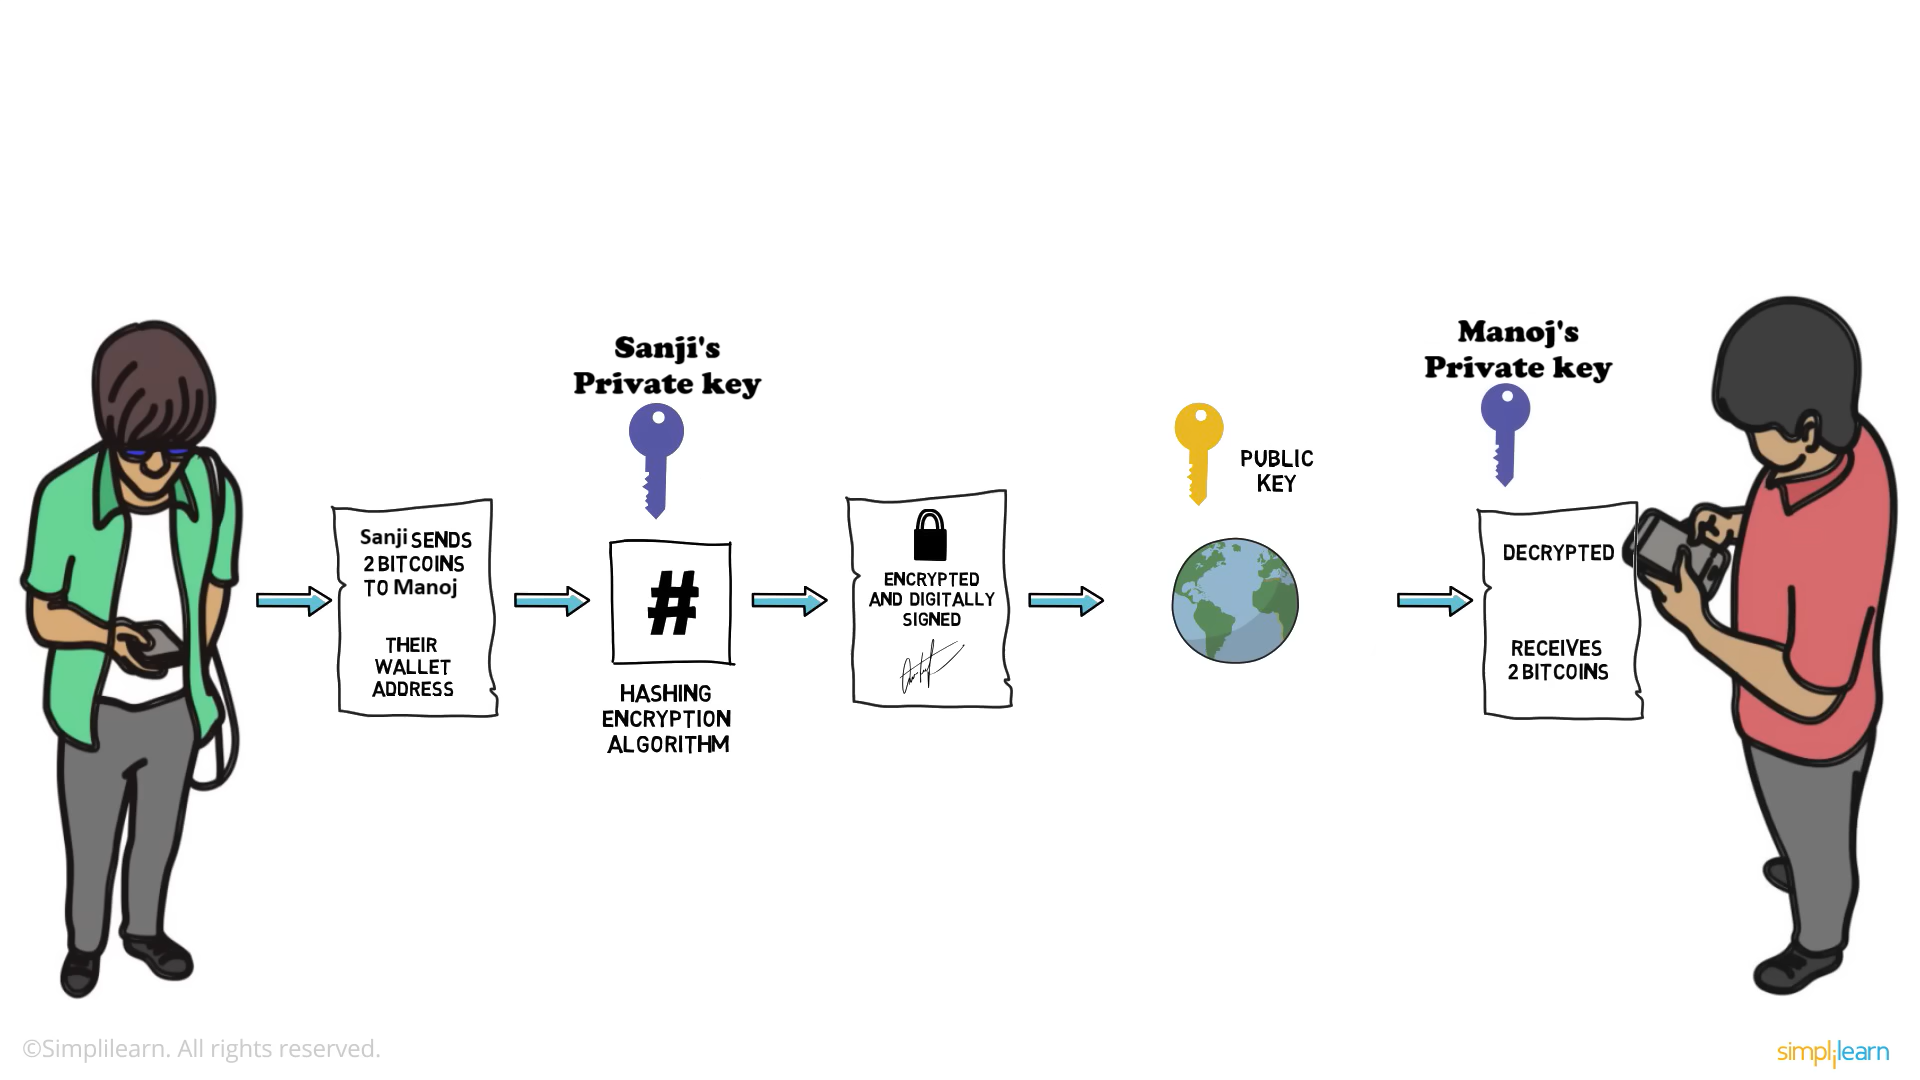 Sanji's
Private key
Manoj's
Private key
PUBLIC
KEY
Sanji SENDS
2 BITCOINS
TO Manoj
THEIR
WALLET
ADDRESS
#
HASHING
ENCRYPTION
ALGORITHM
ENCRYPTED
AND DIGITALLY
SIGNED
DECRYPTED
RECEIVES
2 BITCOINS
©Simplilearn. All rights reserved.
simplilearn